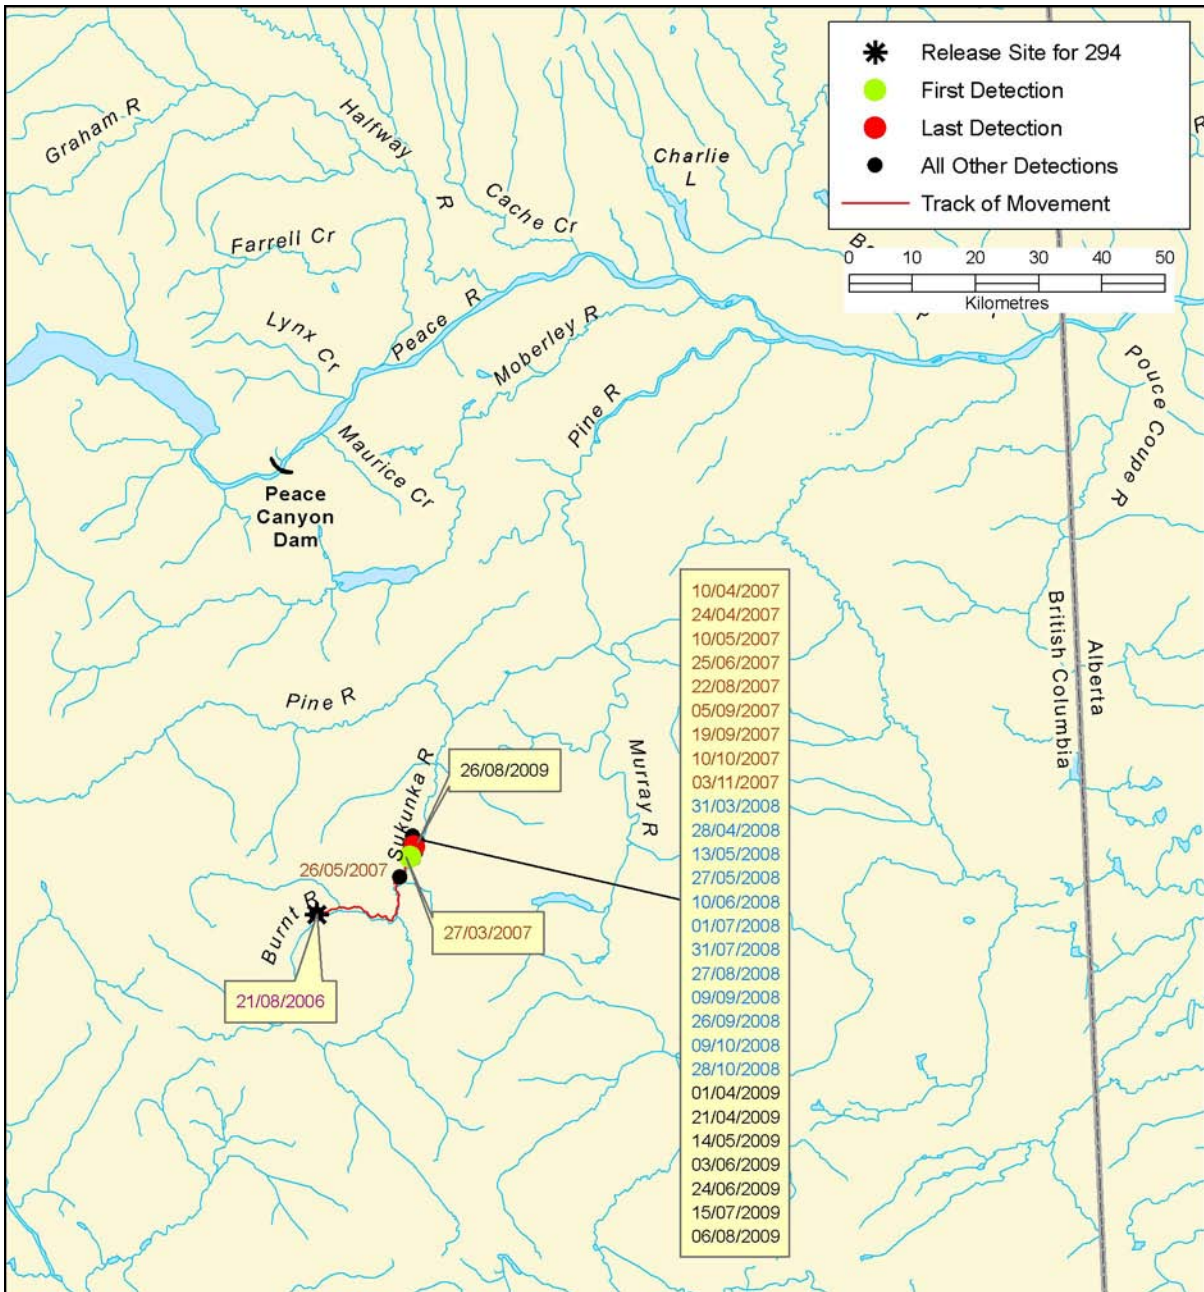 Release Site for 294
First Detection
Last Detection
All Other Detections
Track of Movement
0 10 20 30 40 50
Kilometres
Graham R
Halfway
R
Charlie
L
R
Cache Cr
Farrell Cr
Peace R
Lynx Cr
Moberley R
Pine R
Pouce Coupe R
Maurice Cr
Peace
Canyon
Dam
British Columbia
Alberta
Pine R
Sukunka R
Murray R
26/08/2009
26/05/2007
Burnt R
27/03/2007
21/08/2006
10/04/2007
24/04/2007
10/05/2007
25/06/2007
22/08/2007
05/09/2007
19/09/2007
10/10/2007
03/11/2007
31/03/2008
28/04/2008
13/05/2008
27/05/2008
10/06/2008
01/07/2008
31/07/2008
27/08/2008
09/09/2008
26/09/2008
09/10/2008
28/10/2008
01/04/2009
21/04/2009
14/05/2009
03/06/2009
24/06/2009
15/07/2009
06/08/2009